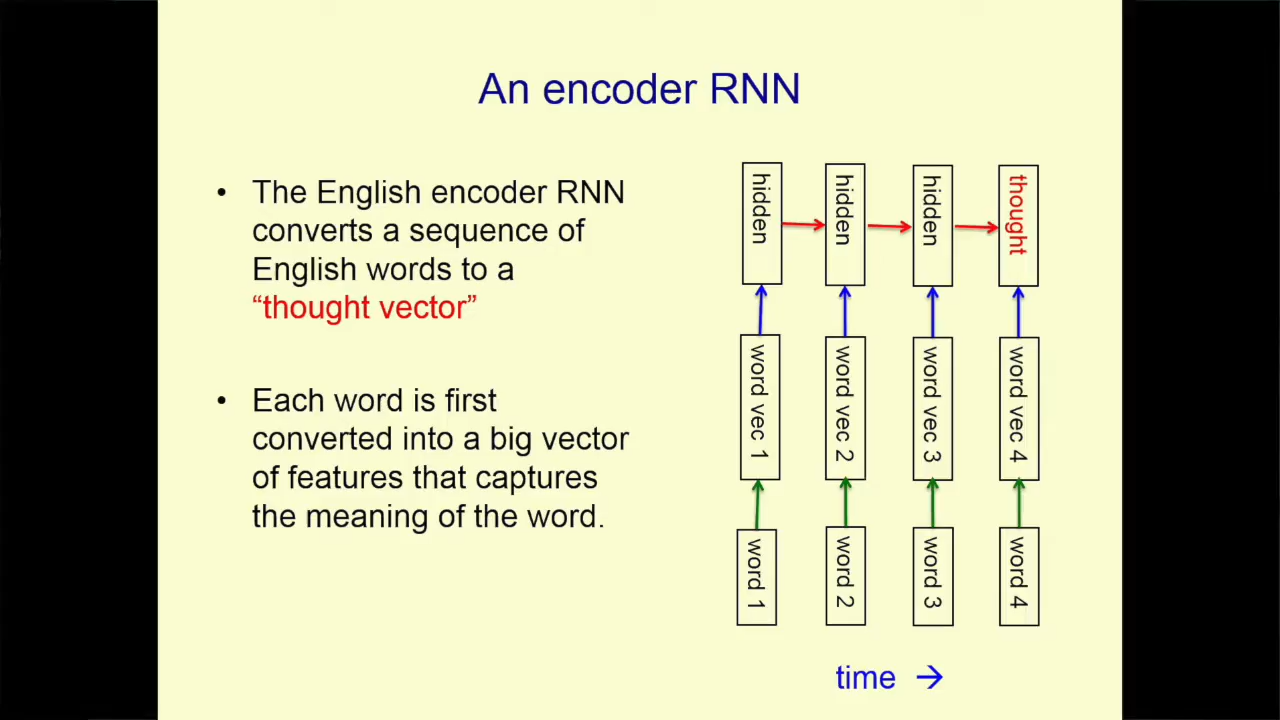 An encoder RNN
• The English encoder RNN
converts a sequence of
English words to a
“thought vector”
• Each word is first
converted into a big vector
of features that captures
the meaning of the word.
hidden
hidden
hidden
thought
word vec 1
word vec 2
word vec 3
word vec 4
word 1
word 2
word 3
word 4
time →